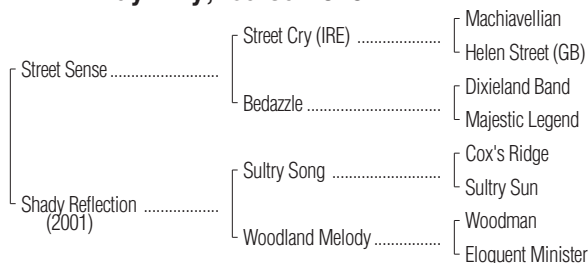 Machiavellian
Street Cry (IRE) ..................
Helen Street (GB)
Street Sense ........................
Dixieland Band
Bedazzle ............................
Majestic Legend
Cox's Ridge
Sultry Song ........................
Sultry Sun
Shady Reflection ................
(2001)
Woodman
Woodland Melody ................
Eloquent Minister